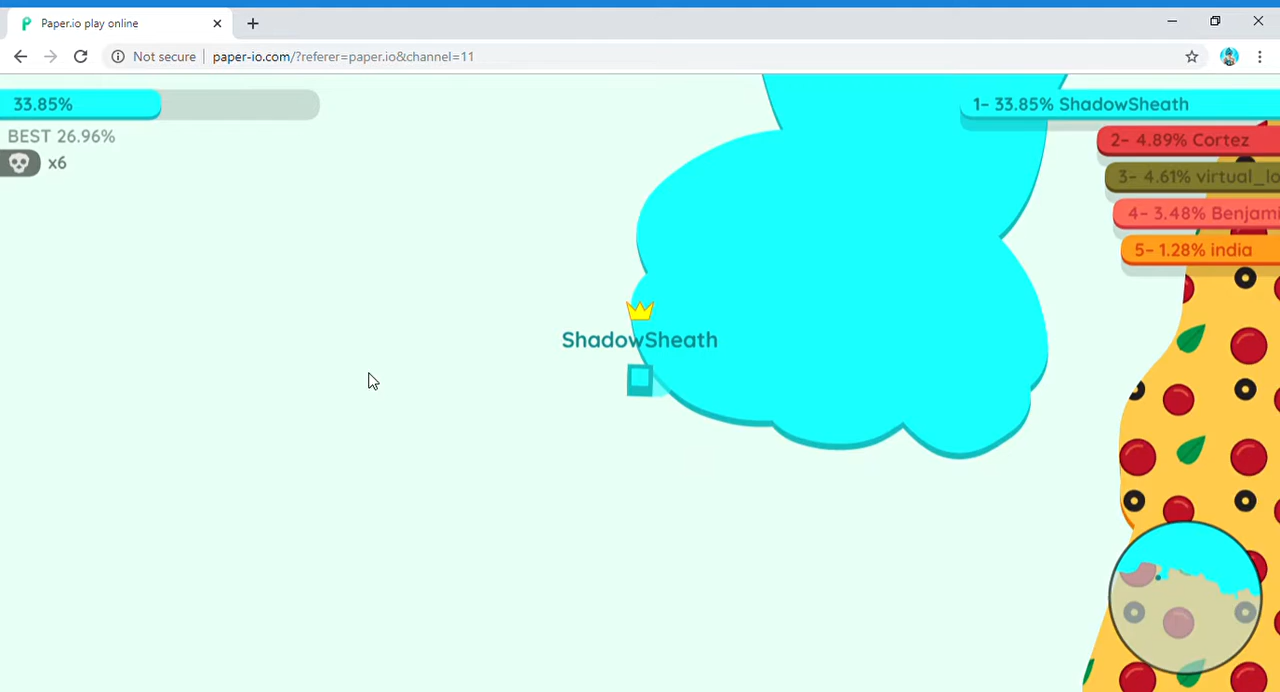 Paper.io play online
Not secure
paper-io.com/?referer=paper.io&channel=11
33.85%
BEST 26.96%
x6
1- 33.85% ShadowSheath
2- 4.89% Cortez
3- 4.61% virtual_lo
4- 3.48% Benjami
5- 1.28% india
ShadowSheath